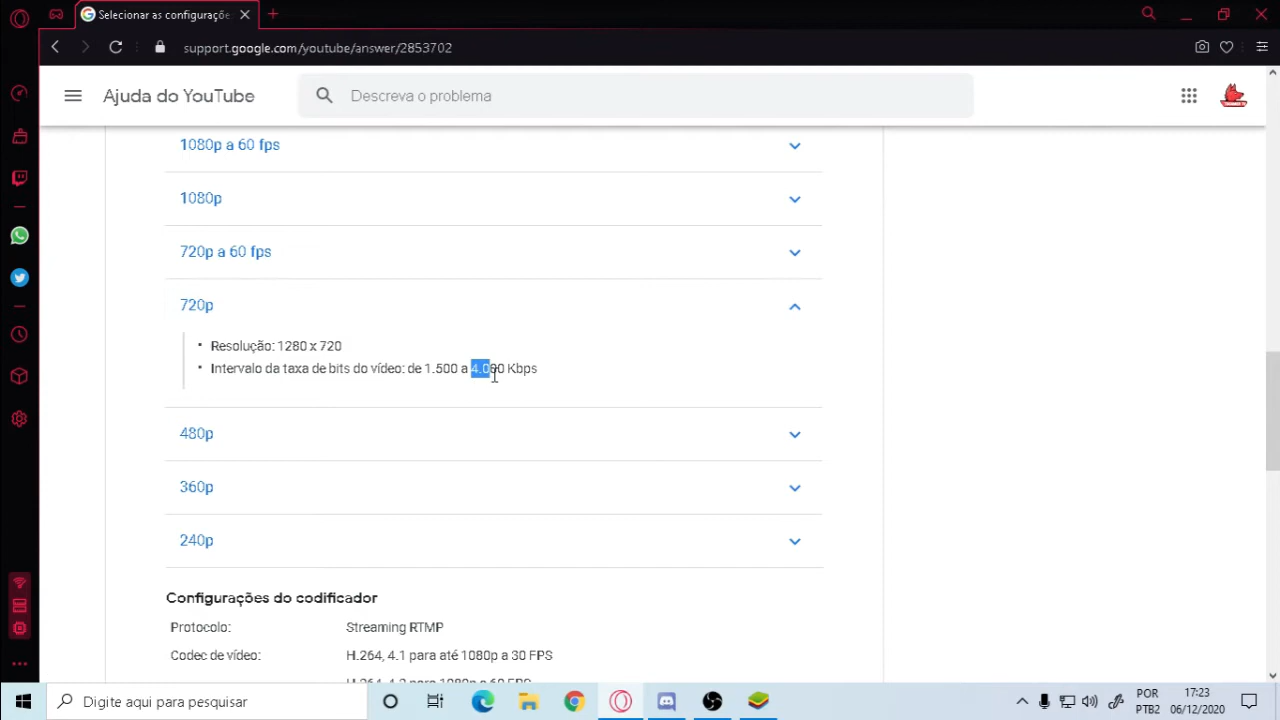 Selecionar as configuraçõe
support.google.com/youtube/answer/2853702
Ajuda do YouTube
Descreva o problema
1080p a 60 fps
1080p
720p a 60 fps
720p
• Resolução: 1280 x 720
• Intervalo da taxa de bits do vídeo: de 1.500 a 4.000 Kbps
480p
360p
240p
Configurações do codificador
Protocolo: Streaming RTMP
Codec de vídeo: H.264, 4.1 para até 1080p a 30 FPS
Digite aqui para pesquisar
POR 17:23
PTB2 06/12/2020